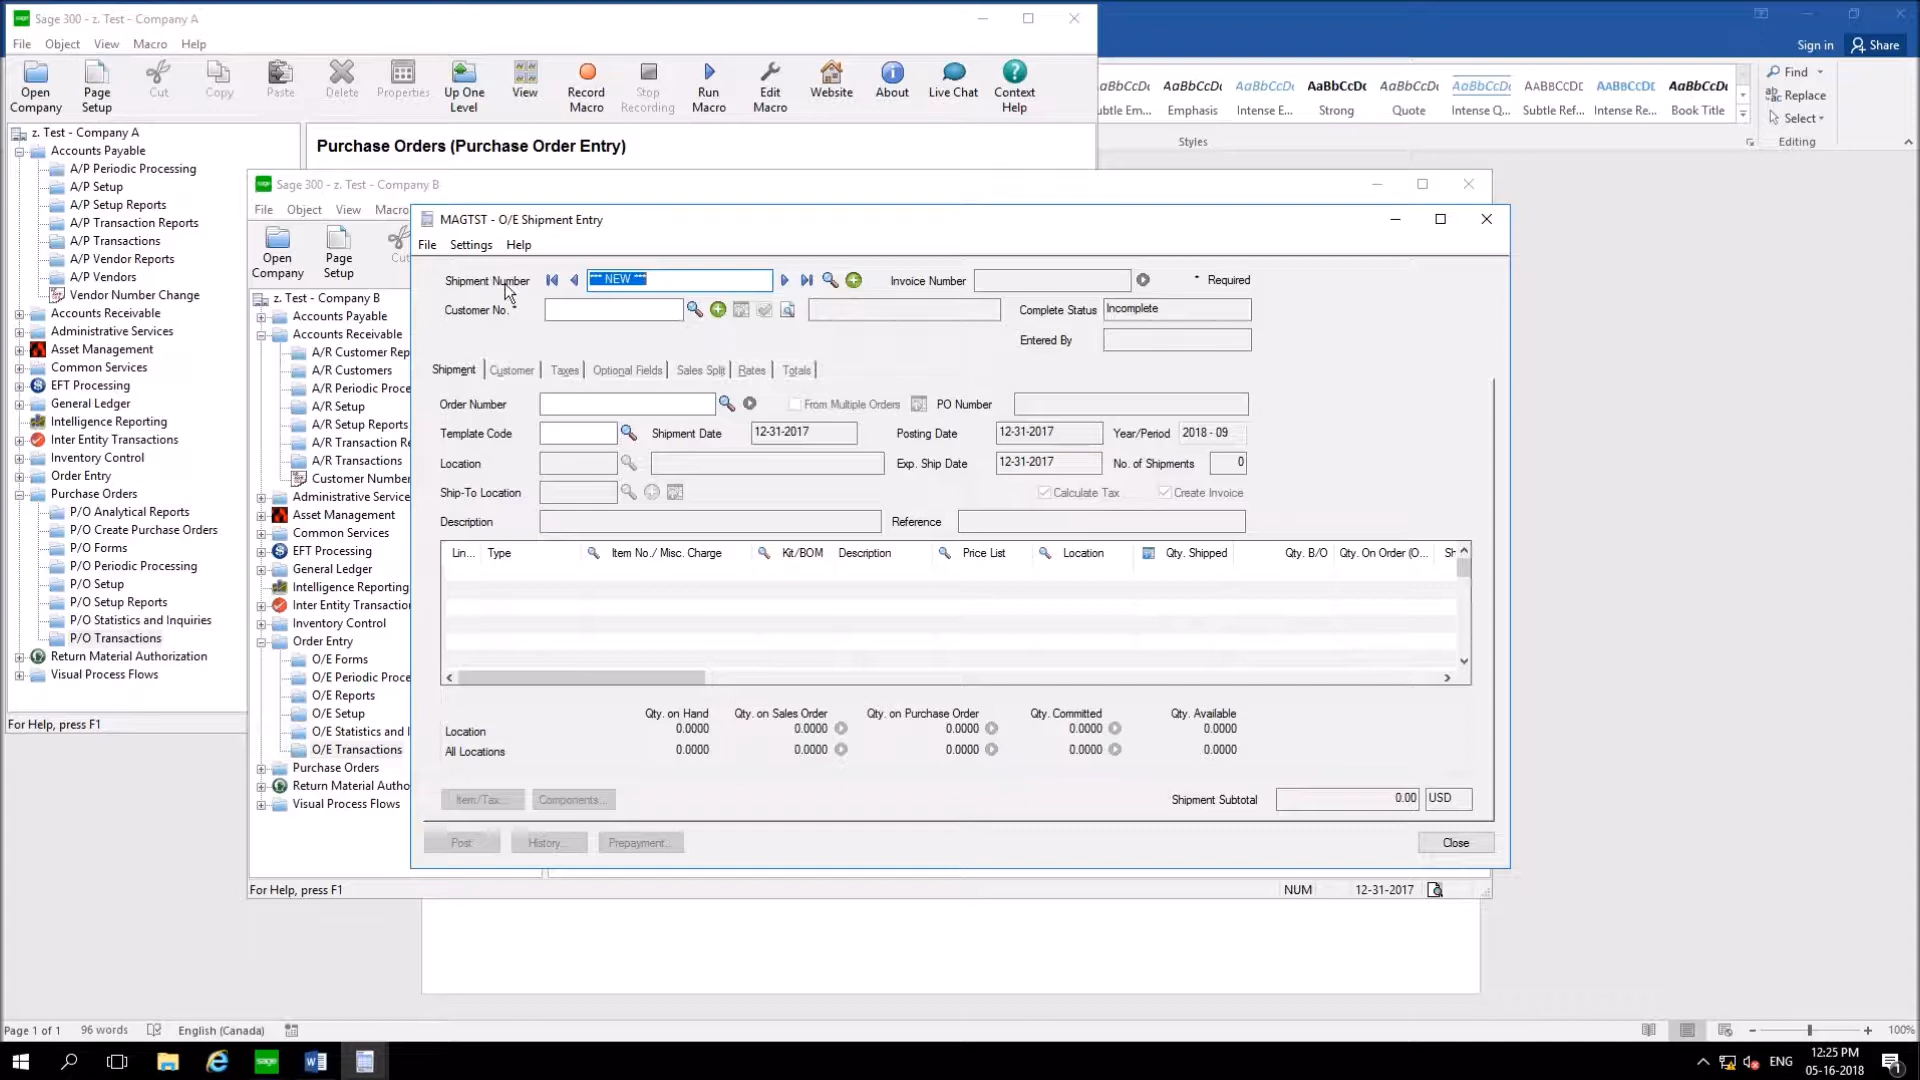 Sage 300 - z. Test - Company A
File Object View Macro Help
Open Company
Page Setup
Cut
Copy
Paste
Delete
Properties
Up One Level
View
Record Macro
Stop Recording
Run Macro
Edit Macro
Website
About
Live Chat
Context Help
Sign in Share
AaBbCcDc AaBbCcDc AaBbCcDc AaBbCcDc AaBbCcDc AABBCCDC AABBCCDC AaBbCcDc
Emphasis Intense E... Strong Quote Intense Q... Subtle Ref... Intense Re... Book Title
Styles
Find
Replace
Select
Editing
z. Test - Company A
Accounts Payable
A/P Periodic Processing
A/P Setup
A/P Setup Reports
A/P Transaction Reports
A/P Transactions
A/P Vendor Reports
A/P Vendors
Vendor Number Change
Accounts Receivable
Administrative Services
Asset Management
Common Services
EFT Processing
General Ledger
Intelligence Reporting
Inter Entity Transactions
Inventory Control
Order Entry
Purchase Orders
P/O Analytical Reports
P/O Create Purchase Orders
P/O Forms
P/O Periodic Processing
P/O Setup
P/O Setup Reports
P/O Statistics and Inquiries
P/O Transactions
Return Material Authorization
Visual Process Flows
For Help, press F1
Purchase Orders (Purchase Order Entry)
sage Sage 300 - z. Test - Company B
File Object View Macro
Open Company
Page Setup
z. Test - Company B
Accounts Payable
Accounts Receivable
A/R Customer Rep
A/R Customers
A/R Periodic Proce
A/R Setup
A/R Setup Reports
A/R Transaction Re
A/R Transactions
Customer Number
Administrative Service
Asset Management
Common Services
EFT Processing
General Ledger
Intelligence Reporting
Inter Entity Transaction
Inventory Control
Order Entry
O/E Forms
O/E Periodic Proce
O/E Reports
O/E Setup
O/E Statistics and I
O/E Transactions
Purchase Orders
Return Material Autho
Visual Process Flows
For Help, press F1
NUM 12-31-2017
MAGTST - O/E Shipment Entry
File Settings Help
Shipment Number *** NEW *** Invoice Number * Required
Customer No. * Complete Status Incomplete
Entered By
Shipment Customer Taxes Optional Fields Sales Split Rates Totals
Order Number From Multiple Orders PO Number
Template Code Shipment Date 12-31-2017 Posting Date 12-31-2017 Year/Period 2018 - 09
Location Exp. Ship Date 12-31-2017 No. of Shipments 0
Ship-To Location Calculate Tax Create Invoice
Description Reference
Lin... Type Item No./ Misc. Charge Kit/BOM Description Price List Location Qty. Shipped Qty. B/O Qty. On Order (O... Sh
Qty. on Hand Qty. on Sales Order Qty. on Purchase Order Qty. Committed Qty. Available
Location 0.0000 0.0000 0.0000 0.0000 0.0000
All Locations 0.0000 0.0000 0.0000 0.0000 0.0000
Item/Tax... Components... Shipment Subtotal 0.00 USD
Post History... Prepayment... Close
Page 1 of 1 96 words English (Canada) 100%
sage
ENG
12:25 PM
05-16-2018
1